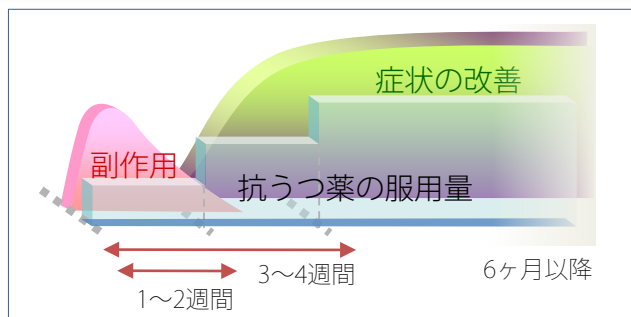 症状の改善
副作用
抗うつ薬の服用量
3〜4週間
6ヶ月以降
1〜2週間